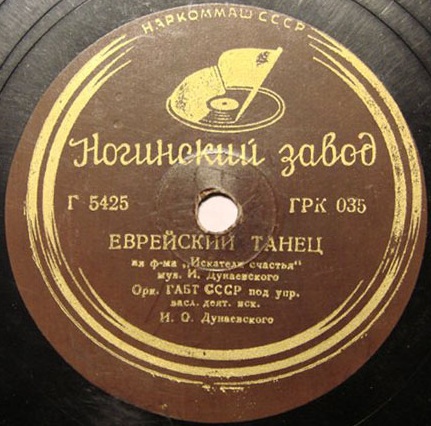 НАРКОММАШ СССР
Ногинский завод
Г 5425
ГРК 035
ЕВРЕЙСКИЙ ТАНЕЦ
из ф-ма „Искатели счастья“
муз. И. Дунаевского
Орк. ГАБТ СССР под упр.
засл. деят. иск.
И. О. Дунаевского